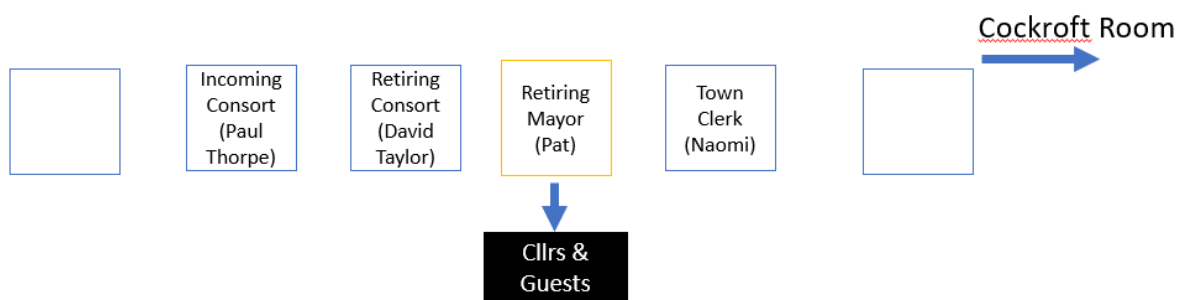 Cockroft Room
Incoming
Consort
(Paul
Thorpe)
Retiring
Consort
(David
Taylor)
Retiring
Mayor
(Pat)
Town
Clerk
(Naomi)
Cllrs &
Guests